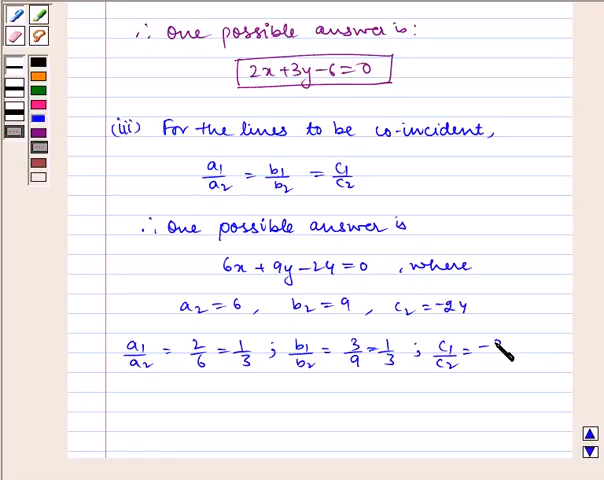 ∴ One possible answer is:
2x+3y-6=0
(iii) For the lines to be co-incident,
a1/a2 = b1/b2 = c1/c2
∴ One possible answer is
6x + 9y - 24 = 0 , where
a2 = 6 , b2 = 9 , c2 = -24
a1/a2 = 2/6 = 1/3 ; b1/b2 = 3/9 = 1/3 ; c1/c2 = -